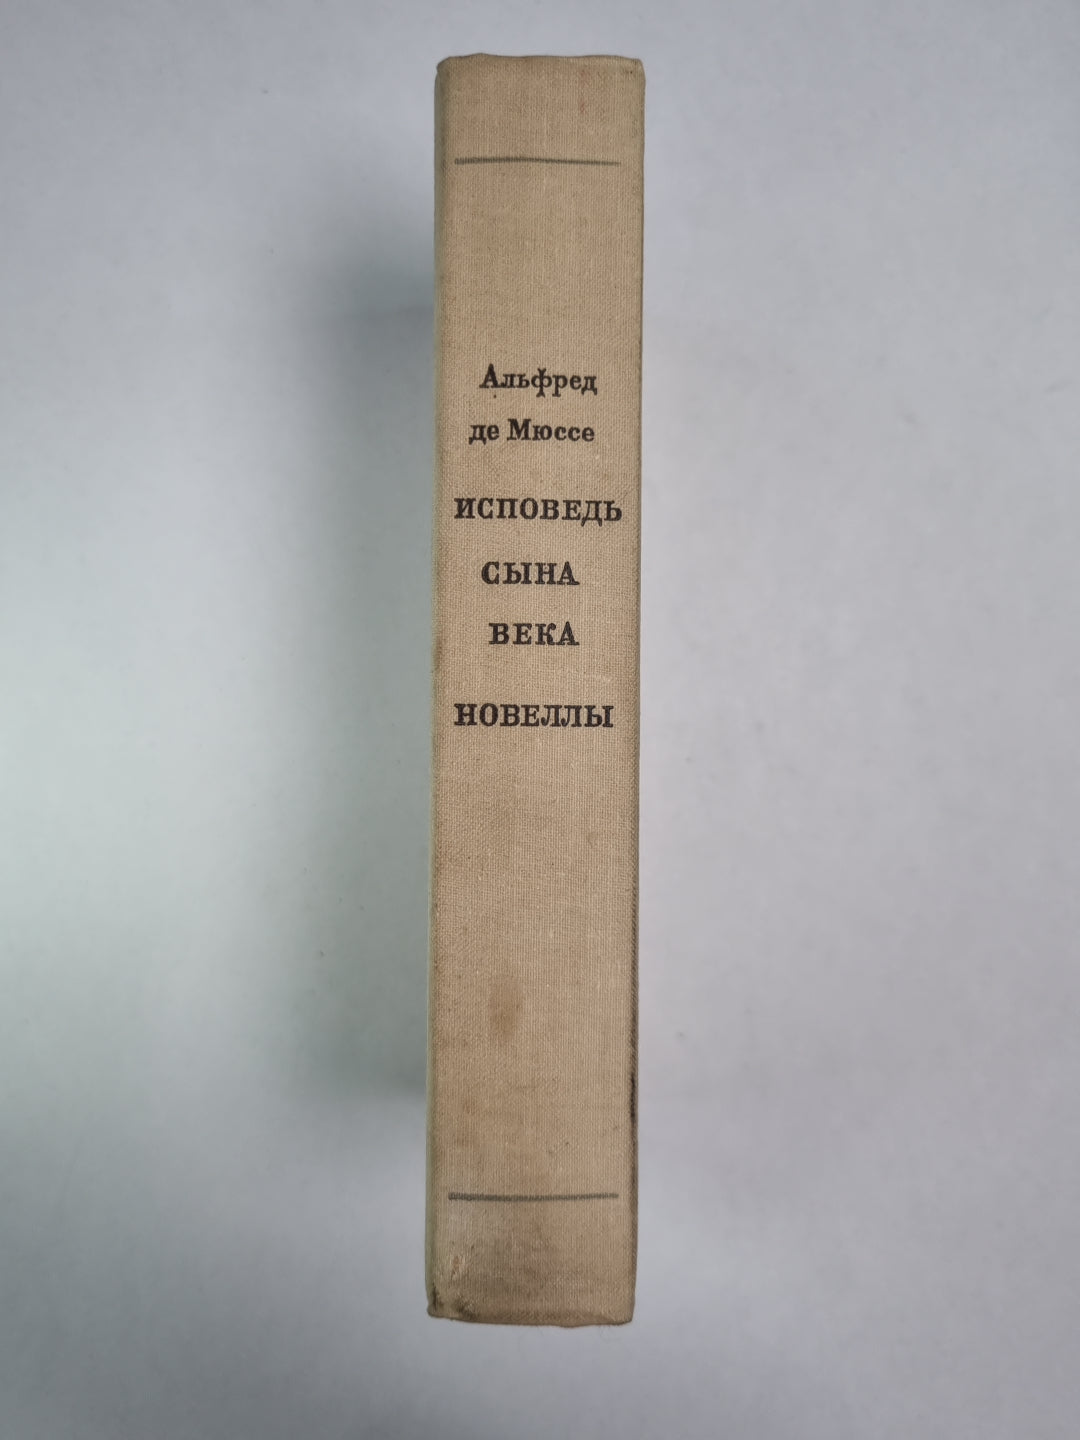 Альфред
де Мюссе
ИСПОВЕДЬ
СЫНА
ВЕКА
НОВЕЛЛЫ